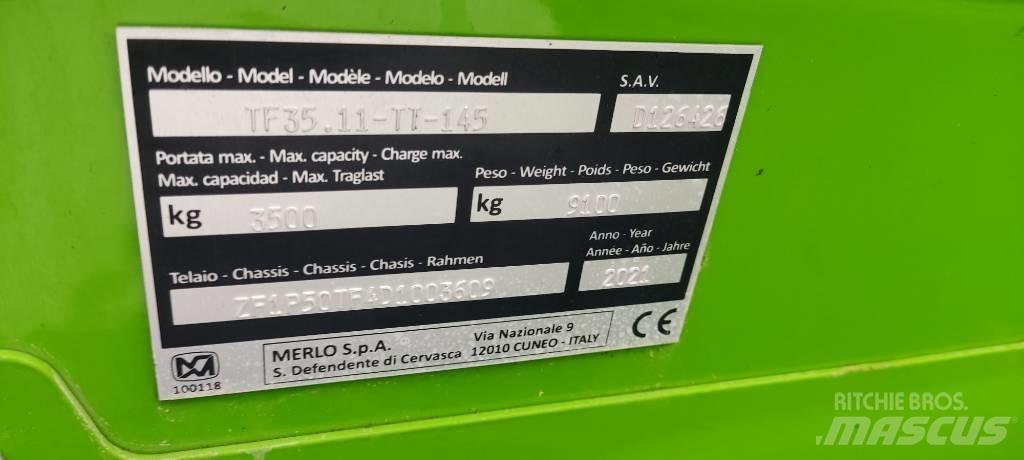 Modello - Model - Modèle - Modelo - Modell
S.A.V.
TF35.11-TT-145
D126426
Portata max. - Max. capacity - Charge max.
Max. capacidad - Max. Traglast
kg 3500
Peso - Weight - Poids - Peso - Gewicht
kg 9100
Anno - Year
Année - Año - Jahre
2021
Telaio - Chassis - Chassis - Chasis - Rahmen
ZF1P50TF4D1003609
100118
MERLO S.p.A.
S. Defendente di Cervasca
Via Nazionale 9
12010 CUNEO - ITALY
CE
RITCHIE BROS.
MASCUS